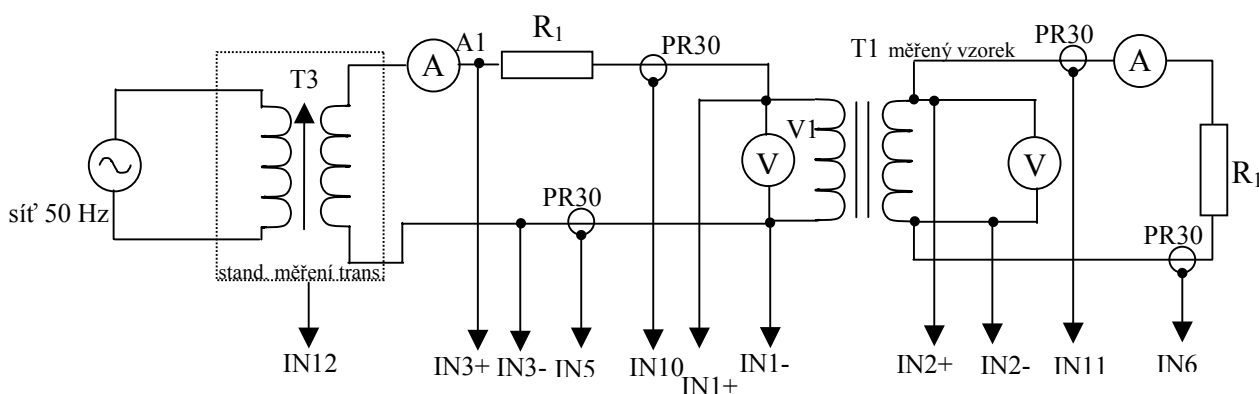 T3
A
A1
R1
PR30
T1 měřený vzorek
PR30
A
V1
V
V
R1
síť 50 Hz
PR30
PR30
stand. měření trans
IN12
IN3+
IN3-
IN5
IN10
IN1+
IN1-
IN2+
IN2-
IN11
IN6